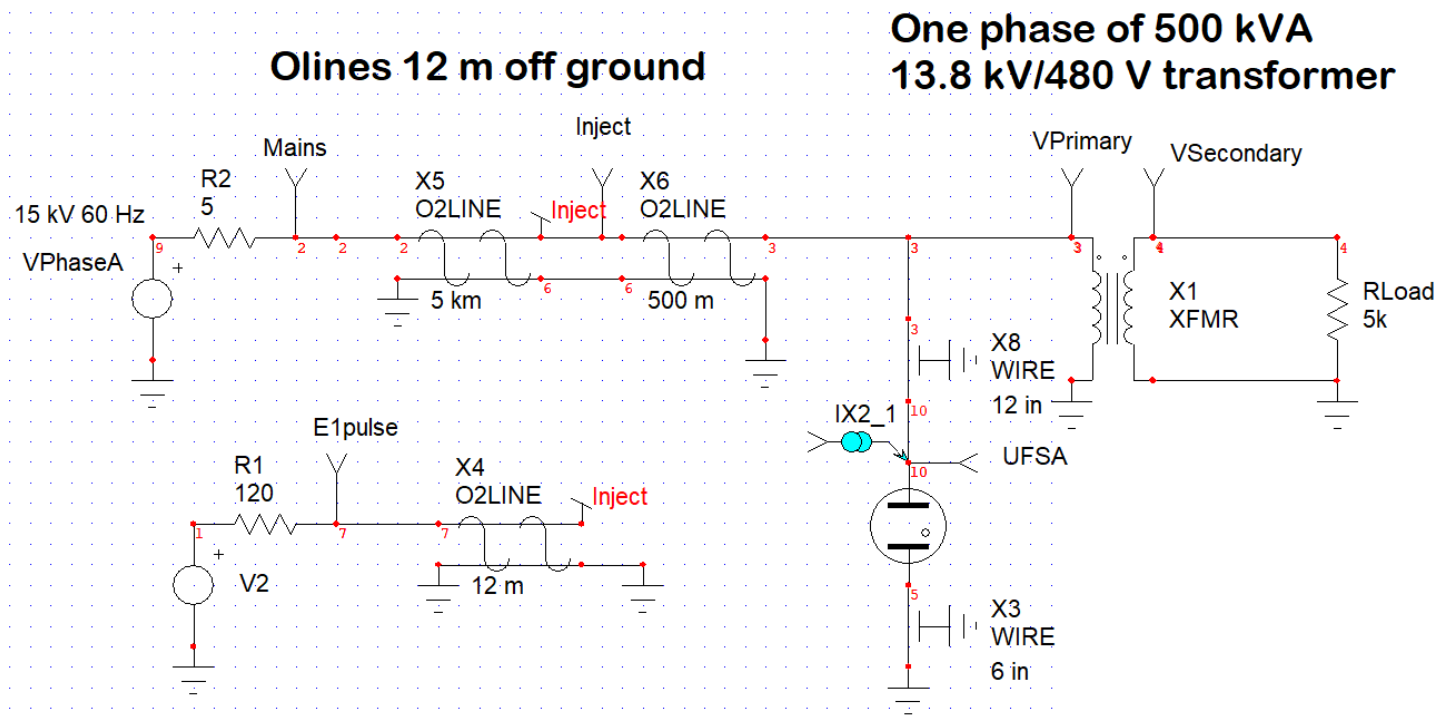 One phase of 500 kVA
13.8 kV/480 V transformer
Olines 12 m off ground
Inject
Mains
VPrimary
VSecondary
R2
5
X5
O2LINE
Inject
X6
O2LINE
15 kV 60 Hz
9
2
2
2
3
3
3
4
4
VPhaseA
+
5 km
6
6
500 m
X1
XFMR
RLoad
5k
3
X8
WIRE
12 in
10
IX2_1
UFSA
10
E1pulse
R1
120
X4
O2LINE
Inject
1
7
7
+
V2
12 m
5
X3
WIRE
6 in